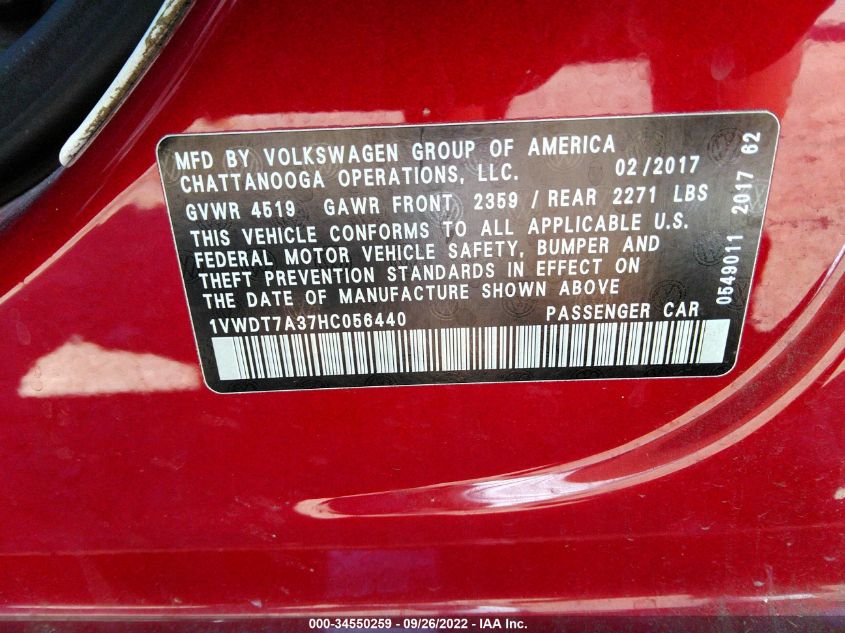 MFD BY VOLKSWAGEN GROUP OF AMERICA
CHATTANOOGA OPERATIONS, LLC. 02/2017
GVWR 4519 GAWR FRONT 2359 / REAR 2271 LBS
THIS VEHICLE CONFORMS TO ALL APPLICABLE U.S.
FEDERAL MOTOR VEHICLE SAFETY, BUMPER AND
THEFT PREVENTION STANDARDS IN EFFECT ON
THE DATE OF MANUFACTURE SHOWN ABOVE
1VWDT7A37HC056440 PASSENGER CAR
0549011 2017 62
000-34550259 - 09/26/2022 - IAA Inc.